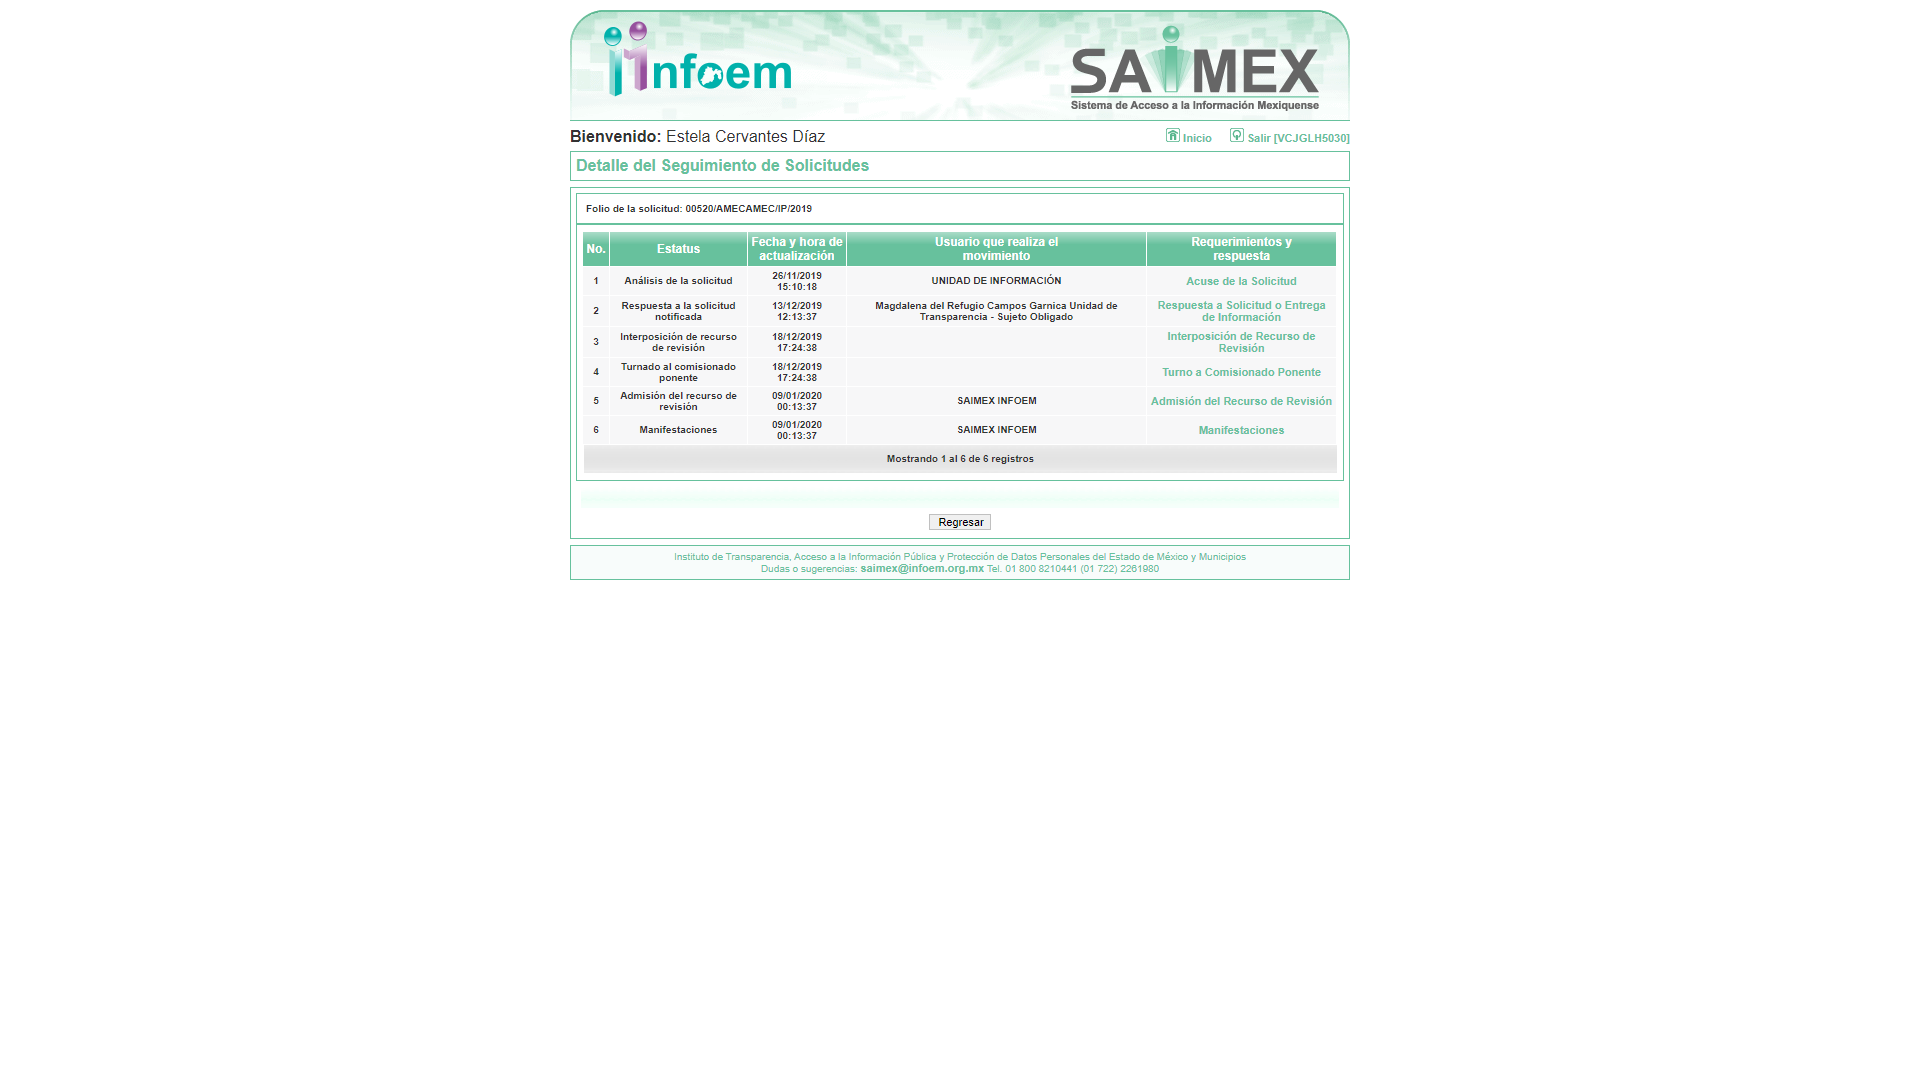 infoem
SAIMEX
Sistema de Acceso a la Información Mexiquense
Bienvenido: Estela Cervantes Díaz
Inicio
Salir [VCJGLH5030]
Detalle del Seguimiento de Solicitudes
Folio de la solicitud: 00520/AMECAMEC/IP/2019
No.
Estatus
Fecha y hora de
actualización
Usuario que realiza el
movimiento
Requerimientos y
respuesta
1
Análisis de la solicitud
26/11/2019
15:10:18
UNIDAD DE INFORMACIÓN
Acuse de la Solicitud
2
Respuesta a la solicitud
notificada
13/12/2019
12:13:37
Magdalena del Refugio Campos Garnica Unidad de
Transparencia - Sujeto Obligado
Respuesta a Solicitud o Entrega
de Información
3
Interposición de recurso
de revisión
18/12/2019
17:24:38
Interposición de Recurso de
Revisión
4
Turnado al comisionado
ponente
18/12/2019
17:24:38
Turno a Comisionado Ponente
5
Admisión del recurso de
revisión
09/01/2020
00:13:37
SAIMEX INFOEM
Admisión del Recurso de Revisión
6
Manifestaciones
09/01/2020
00:13:37
SAIMEX INFOEM
Manifestaciones
Mostrando 1 al 6 de 6 registros
Regresar
Instituto de Transparencia, Acceso a la Información Pública y Protección de Datos Personales del Estado de México y Municipios
Dudas o sugerencias: saimex@infoem.org.mx Tel. 01 800 8210441 (01 722) 2261980